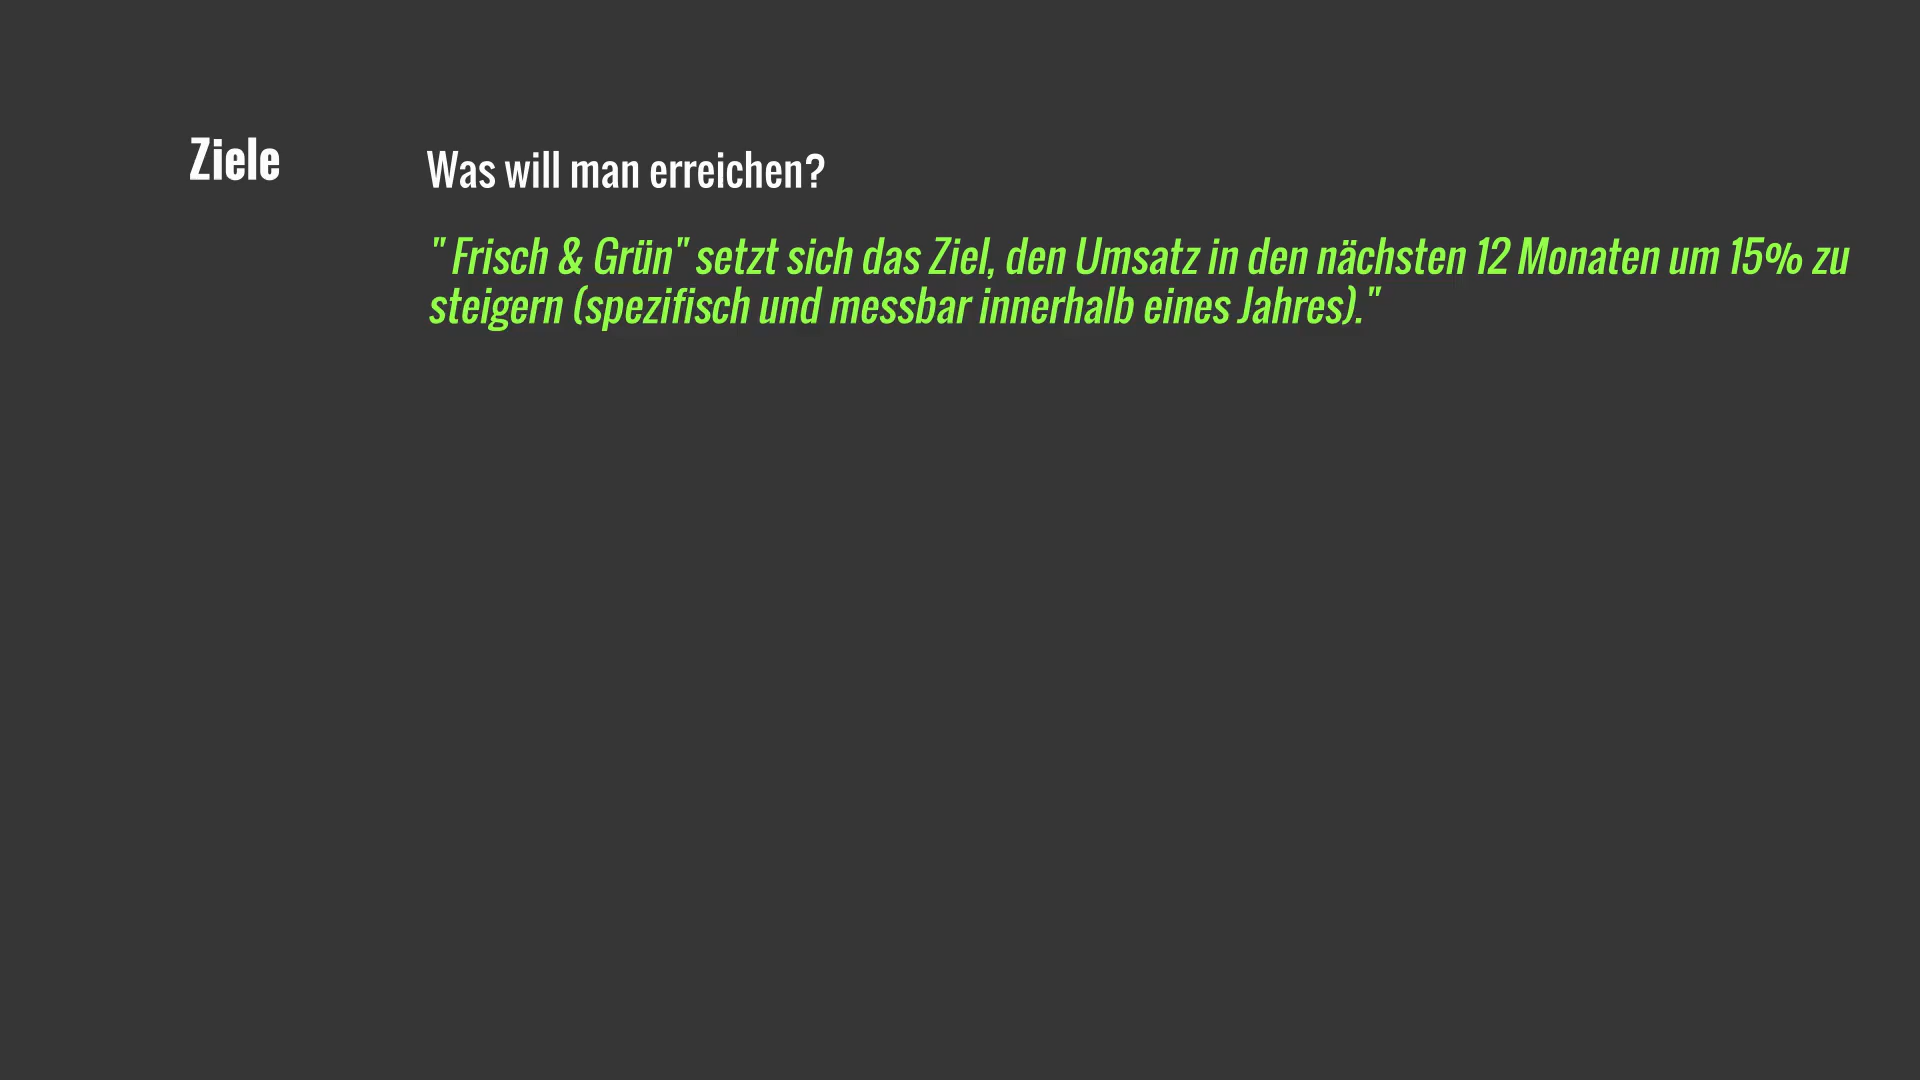 Ziele
Was will man erreichen?
" Frisch & Grün" setzt sich das Ziel, den Umsatz in den nächsten 12 Monaten um 15% zu
steigern (spezifisch und messbar innerhalb eines Jahres)."